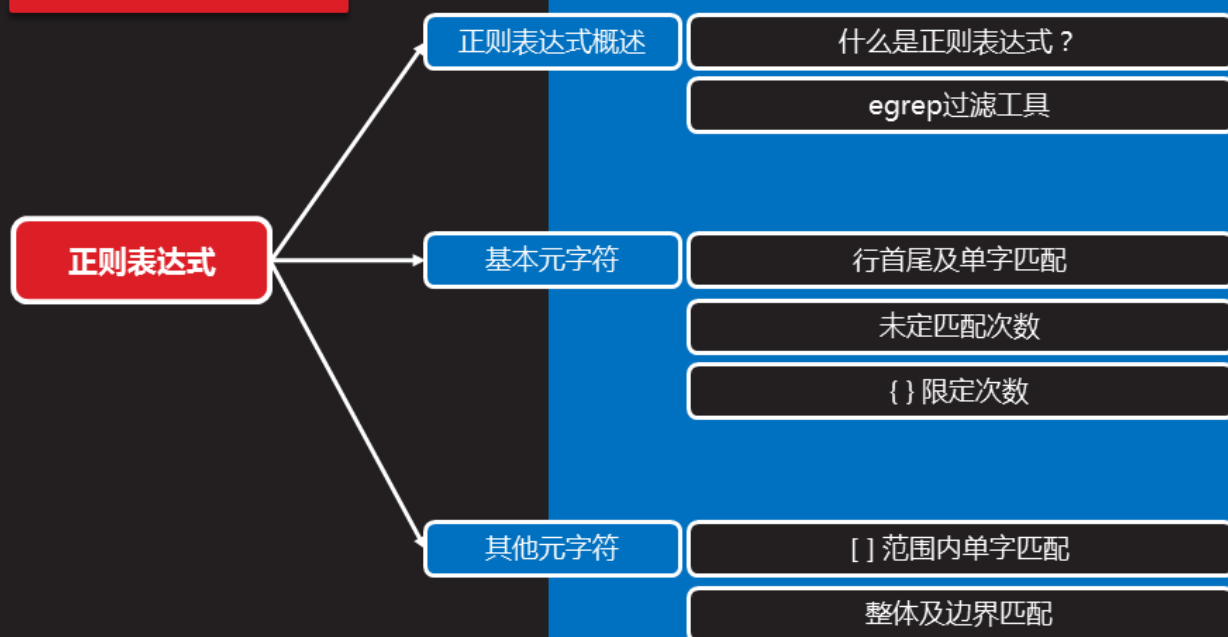 正则表达式概述
什么是正则表达式？
egrep过滤工具
正则表达式
基本元字符
行首尾及单字匹配
未定匹配次数
{ } 限定次数
其他元字符
[ ] 范围内单字匹配
整体及边界匹配